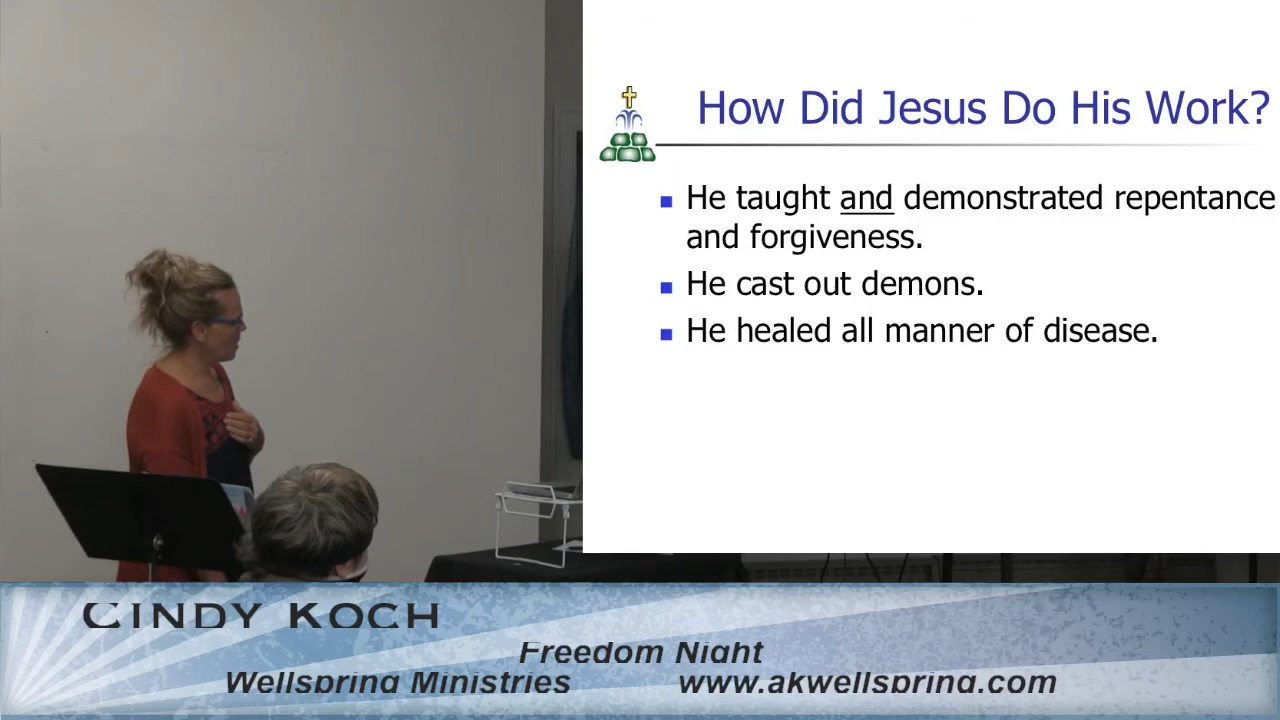 How Did Jesus Do His Work?
He taught and demonstrated repentance
and forgiveness.
He cast out demons.
He healed all manner of disease.
CINDY KOCH
Freedom Night
Wellspring Ministries www.akwellspring.com